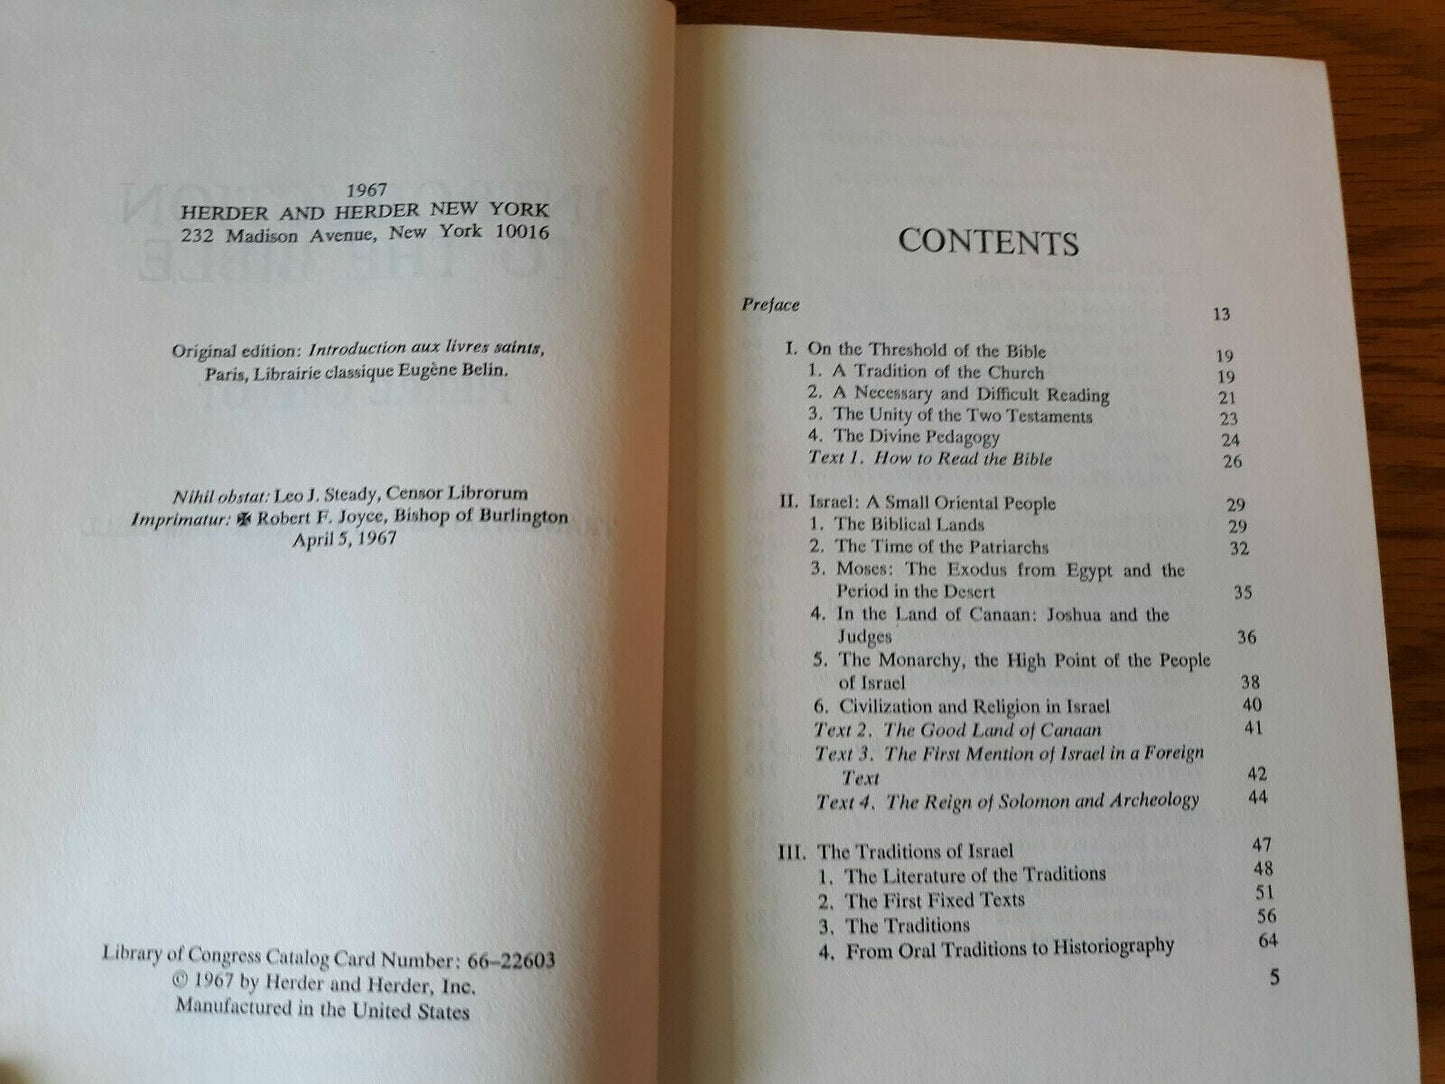 1967
HERDER AND HERDER NEW YORK
232 Madison Avenue, New York 10016
Original edition: Introduction aux livres saints,
Paris, Librairie classique Eugène Belin.
Nihil obstat: Leo J. Steady, Censor Librorum
Imprimatur: ✠ Robert F. Joyce, Bishop of Burlington
April 5, 1967
Library of Congress Catalog Card Number: 66–22603
© 1967 by Herder and Herder, Inc.
Manufactured in the United States
CONTENTS
Preface 13
I. On the Threshold of the Bible 19
1. A Tradition of the Church 19
2. A Necessary and Difficult Reading 21
3. The Unity of the Two Testaments 23
4. The Divine Pedagogy 24
Text 1. How to Read the Bible 26
II. Israel: A Small Oriental People 29
1. The Biblical Lands 29
2. The Time of the Patriarchs 32
3. Moses: The Exodus from Egypt and the
Period in the Desert 35
4. In the Land of Canaan: Joshua and the
Judges 36
5. The Monarchy, the High Point of the People
of Israel 38
6. Civilization and Religion in Israel 40
Text 2. The Good Land of Canaan 41
Text 3. The First Mention of Israel in a Foreign
Text 42
Text 4. The Reign of Solomon and Archeology 44
III. The Traditions of Israel 47
1. The Literature of the Traditions 48
2. The First Fixed Texts 51
3. The Traditions 56
4. From Oral Traditions to Historiography 64
5